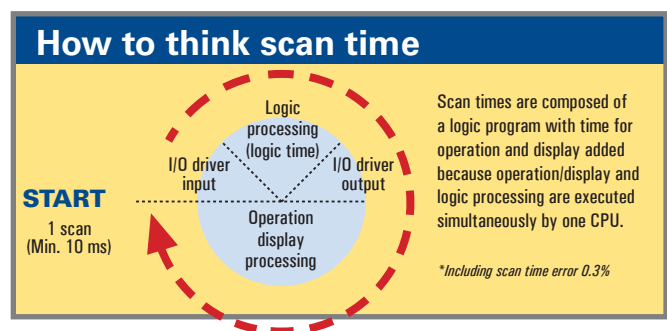 How to think scan time
Logic
processing
(logic time)
I/O driver
input
I/O driver
output
START
1 scan
(Min. 10 ms)
Operation
display
processing
Scan times are composed of
a logic program with time for
operation and display added
because operation/display and
logic processing are executed
simultaneously by one CPU.
*Including scan time error 0.3%